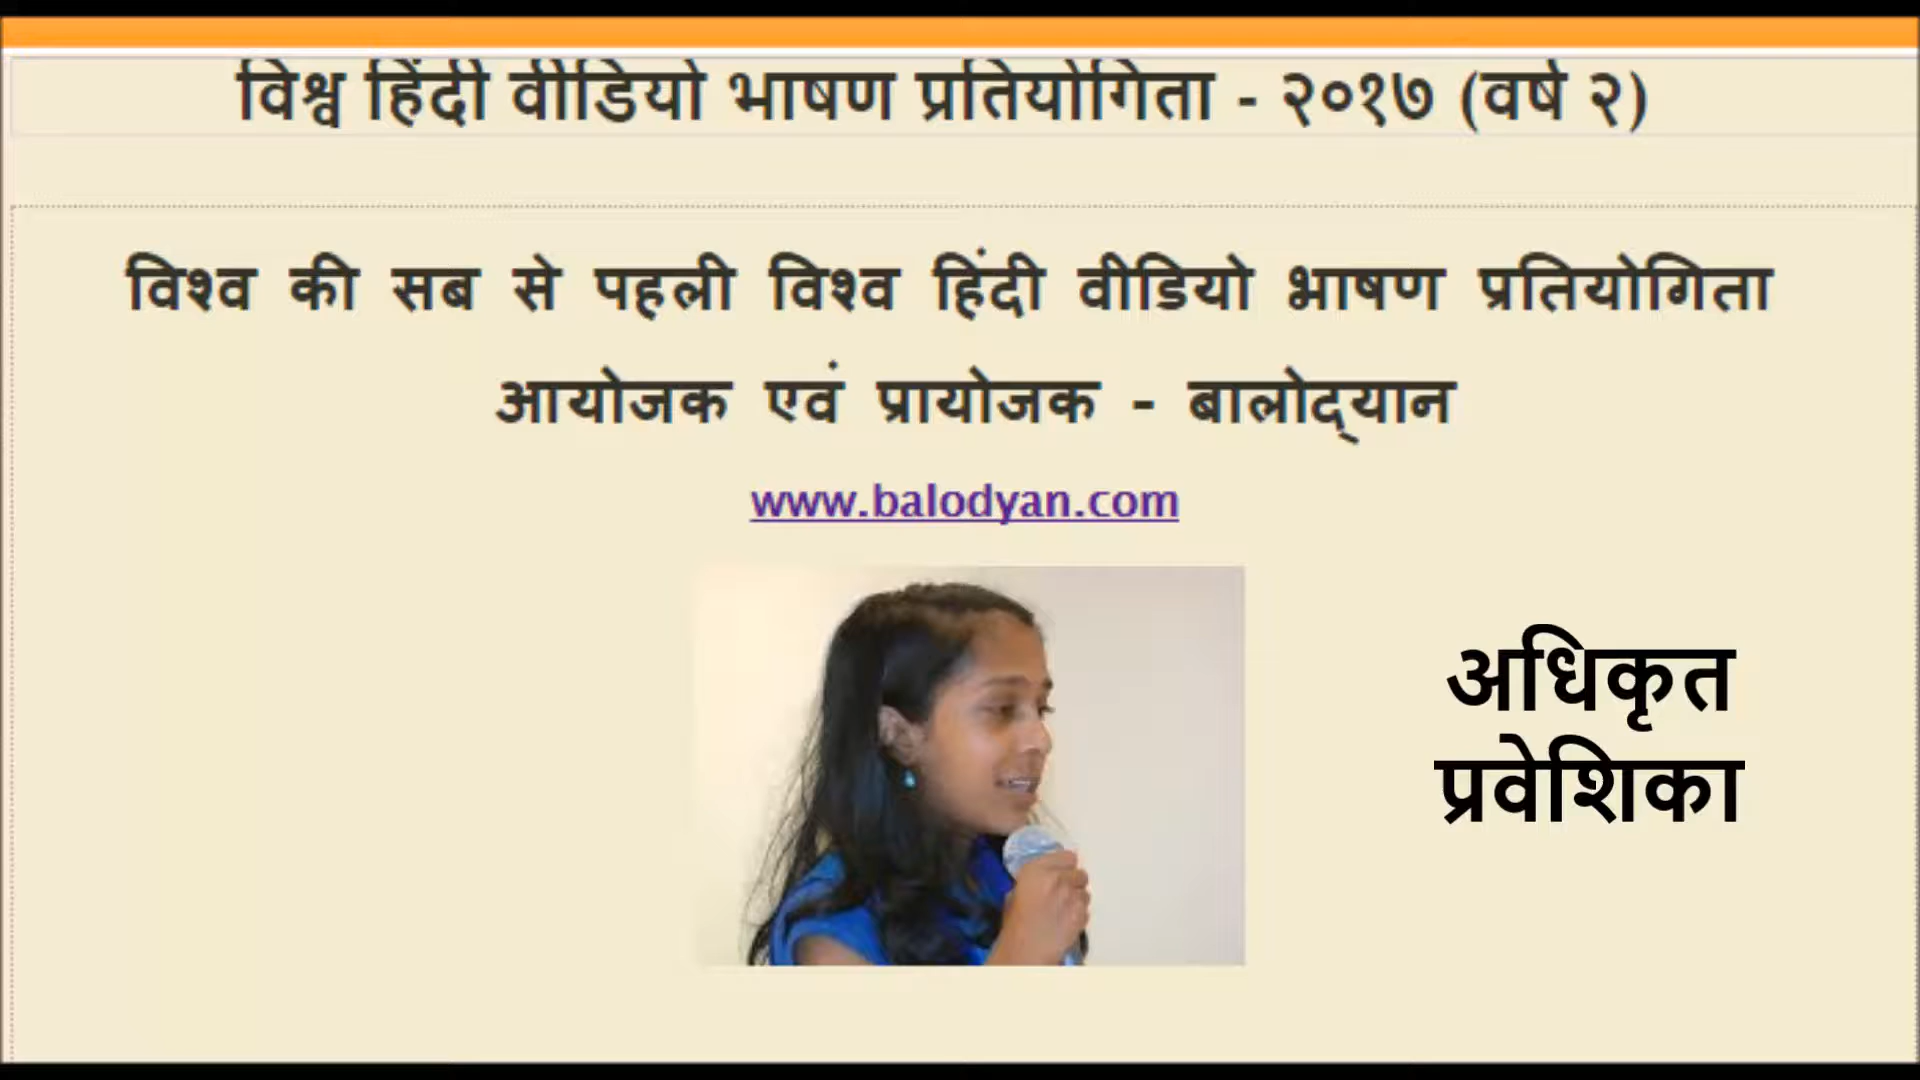 विश्व हिंदी वीडियो भाषण प्रतियोगिता - २०१७ (वर्ष २)
विश्व की सब से पहली विश्व हिंदी वीडियो भाषण प्रतियोगिता
आयोजक एवं प्रायोजक - बालोद्‌यान
www.balodyan.com
अधिकृत
प्रवेशिका